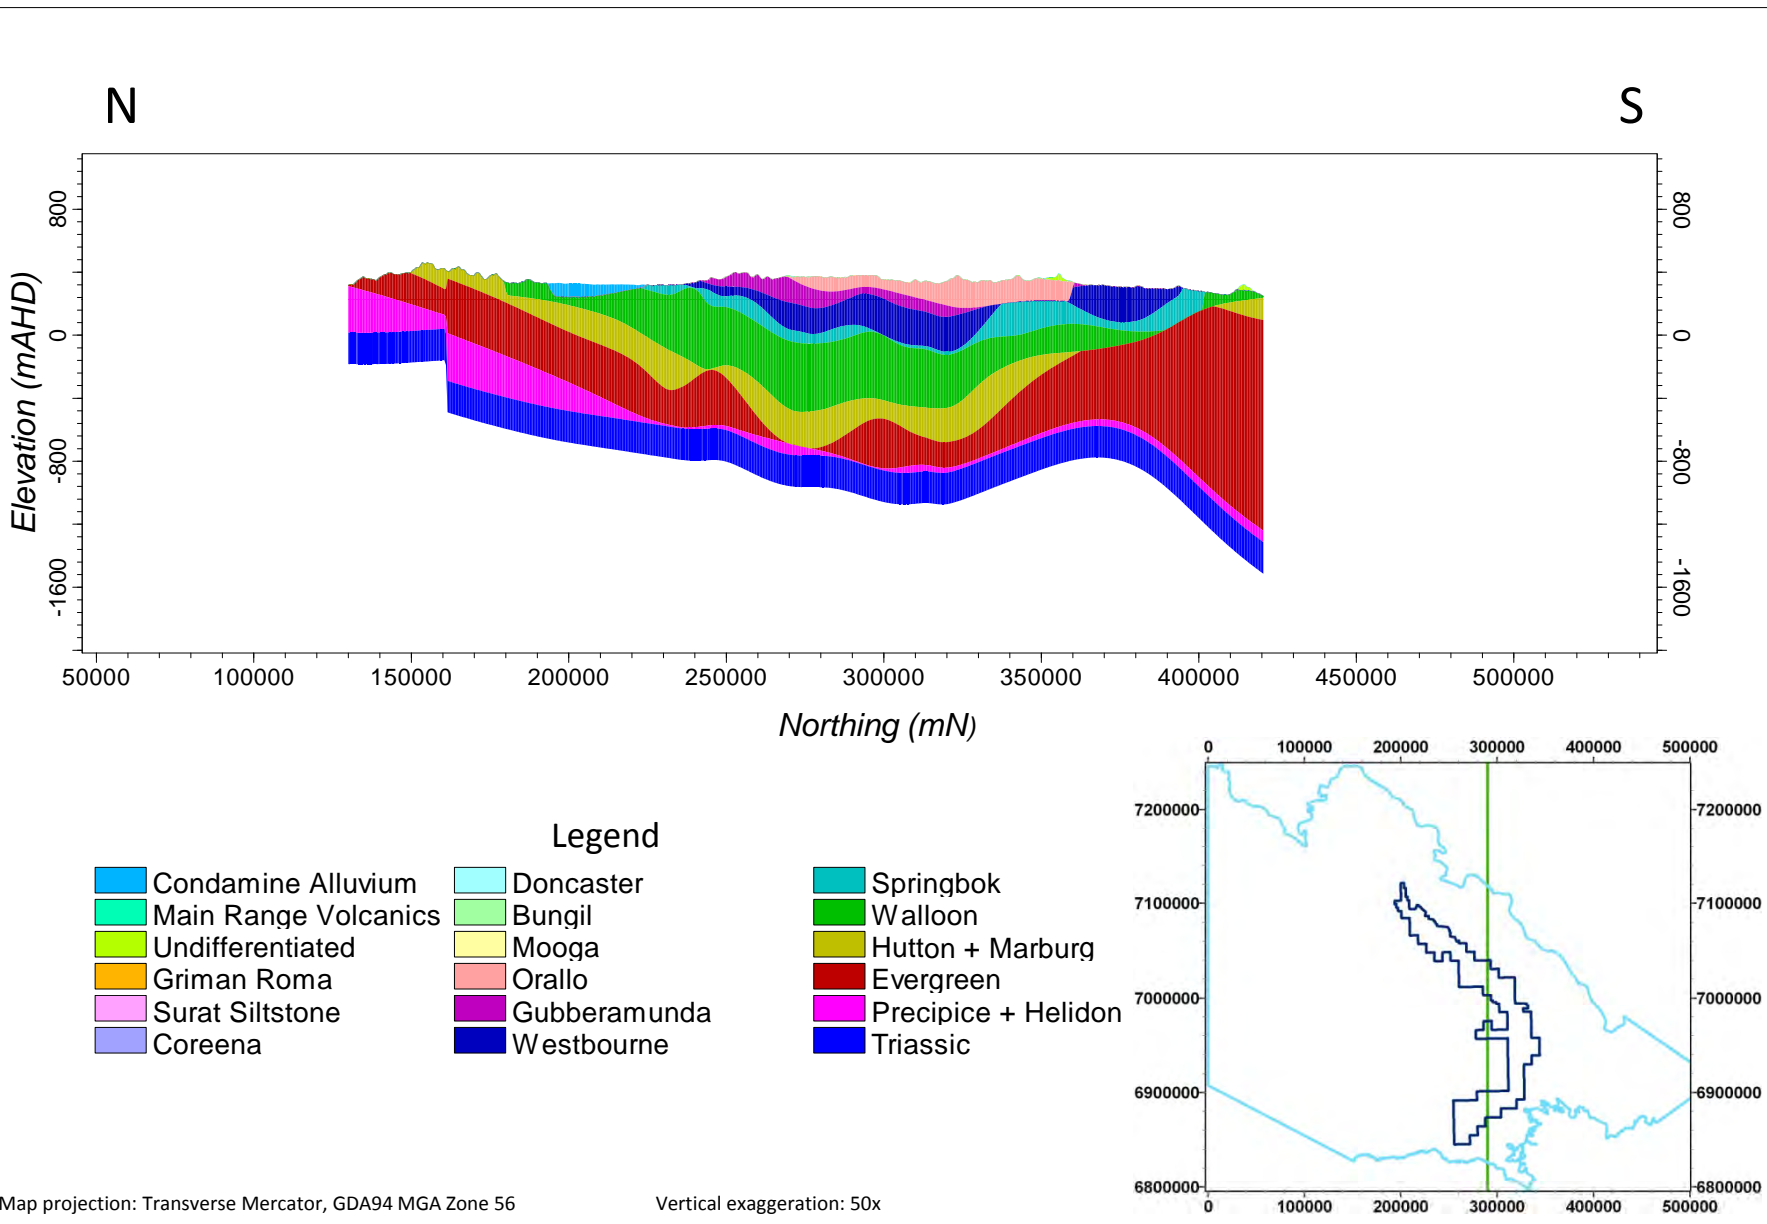 N S
800 800
0 0
-800 -800
-1600 -1600
Elevation (mAHD)
50000 100000 150000 200000 250000 300000 350000 400000 450000 500000
Northing (mN)
Legend
Condamine Alluvium
Main Range Volcanics
Undifferentiated
Griman Roma
Surat Siltstone
Coreena
Doncaster
Bungil
Mooga
Orallo
Gubberamunda
Westbourne
Springbok
Walloon
Hutton + Marburg
Evergreen
Precipice + Helidon
Triassic
0 100000 200000 300000 400000 500000
7200000 7200000
7100000 7100000
7000000 7000000
6900000 6900000
6800000 6800000
0 100000 200000 300000 400000 500000
Map projection: Transverse Mercator, GDA94 MGA Zone 56
Vertical exaggeration: 50x